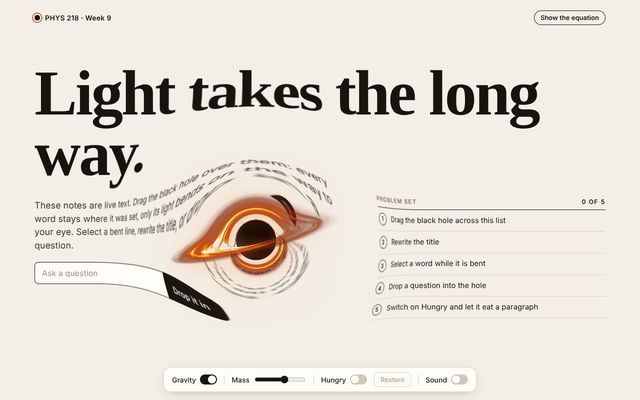 PHYS 218 · Week 9
Show the equation
Light takes the long
way.
These notes are live text. Drag the black hole over them: every
word stays where it was set, only its light bends on the way to
your eye. Select a bent line, rewrite the title, or
question.
Ask a question
Drop it in
PROBLEM SET
0 OF 5
1 Drag the black hole across this list
2 Rewrite the title
3 Select a word while it is bent
4 Drop a question into the hole
5 Switch on Hungry and let it eat a paragraph
Gravity
Mass
Hungry
Restore
Sound